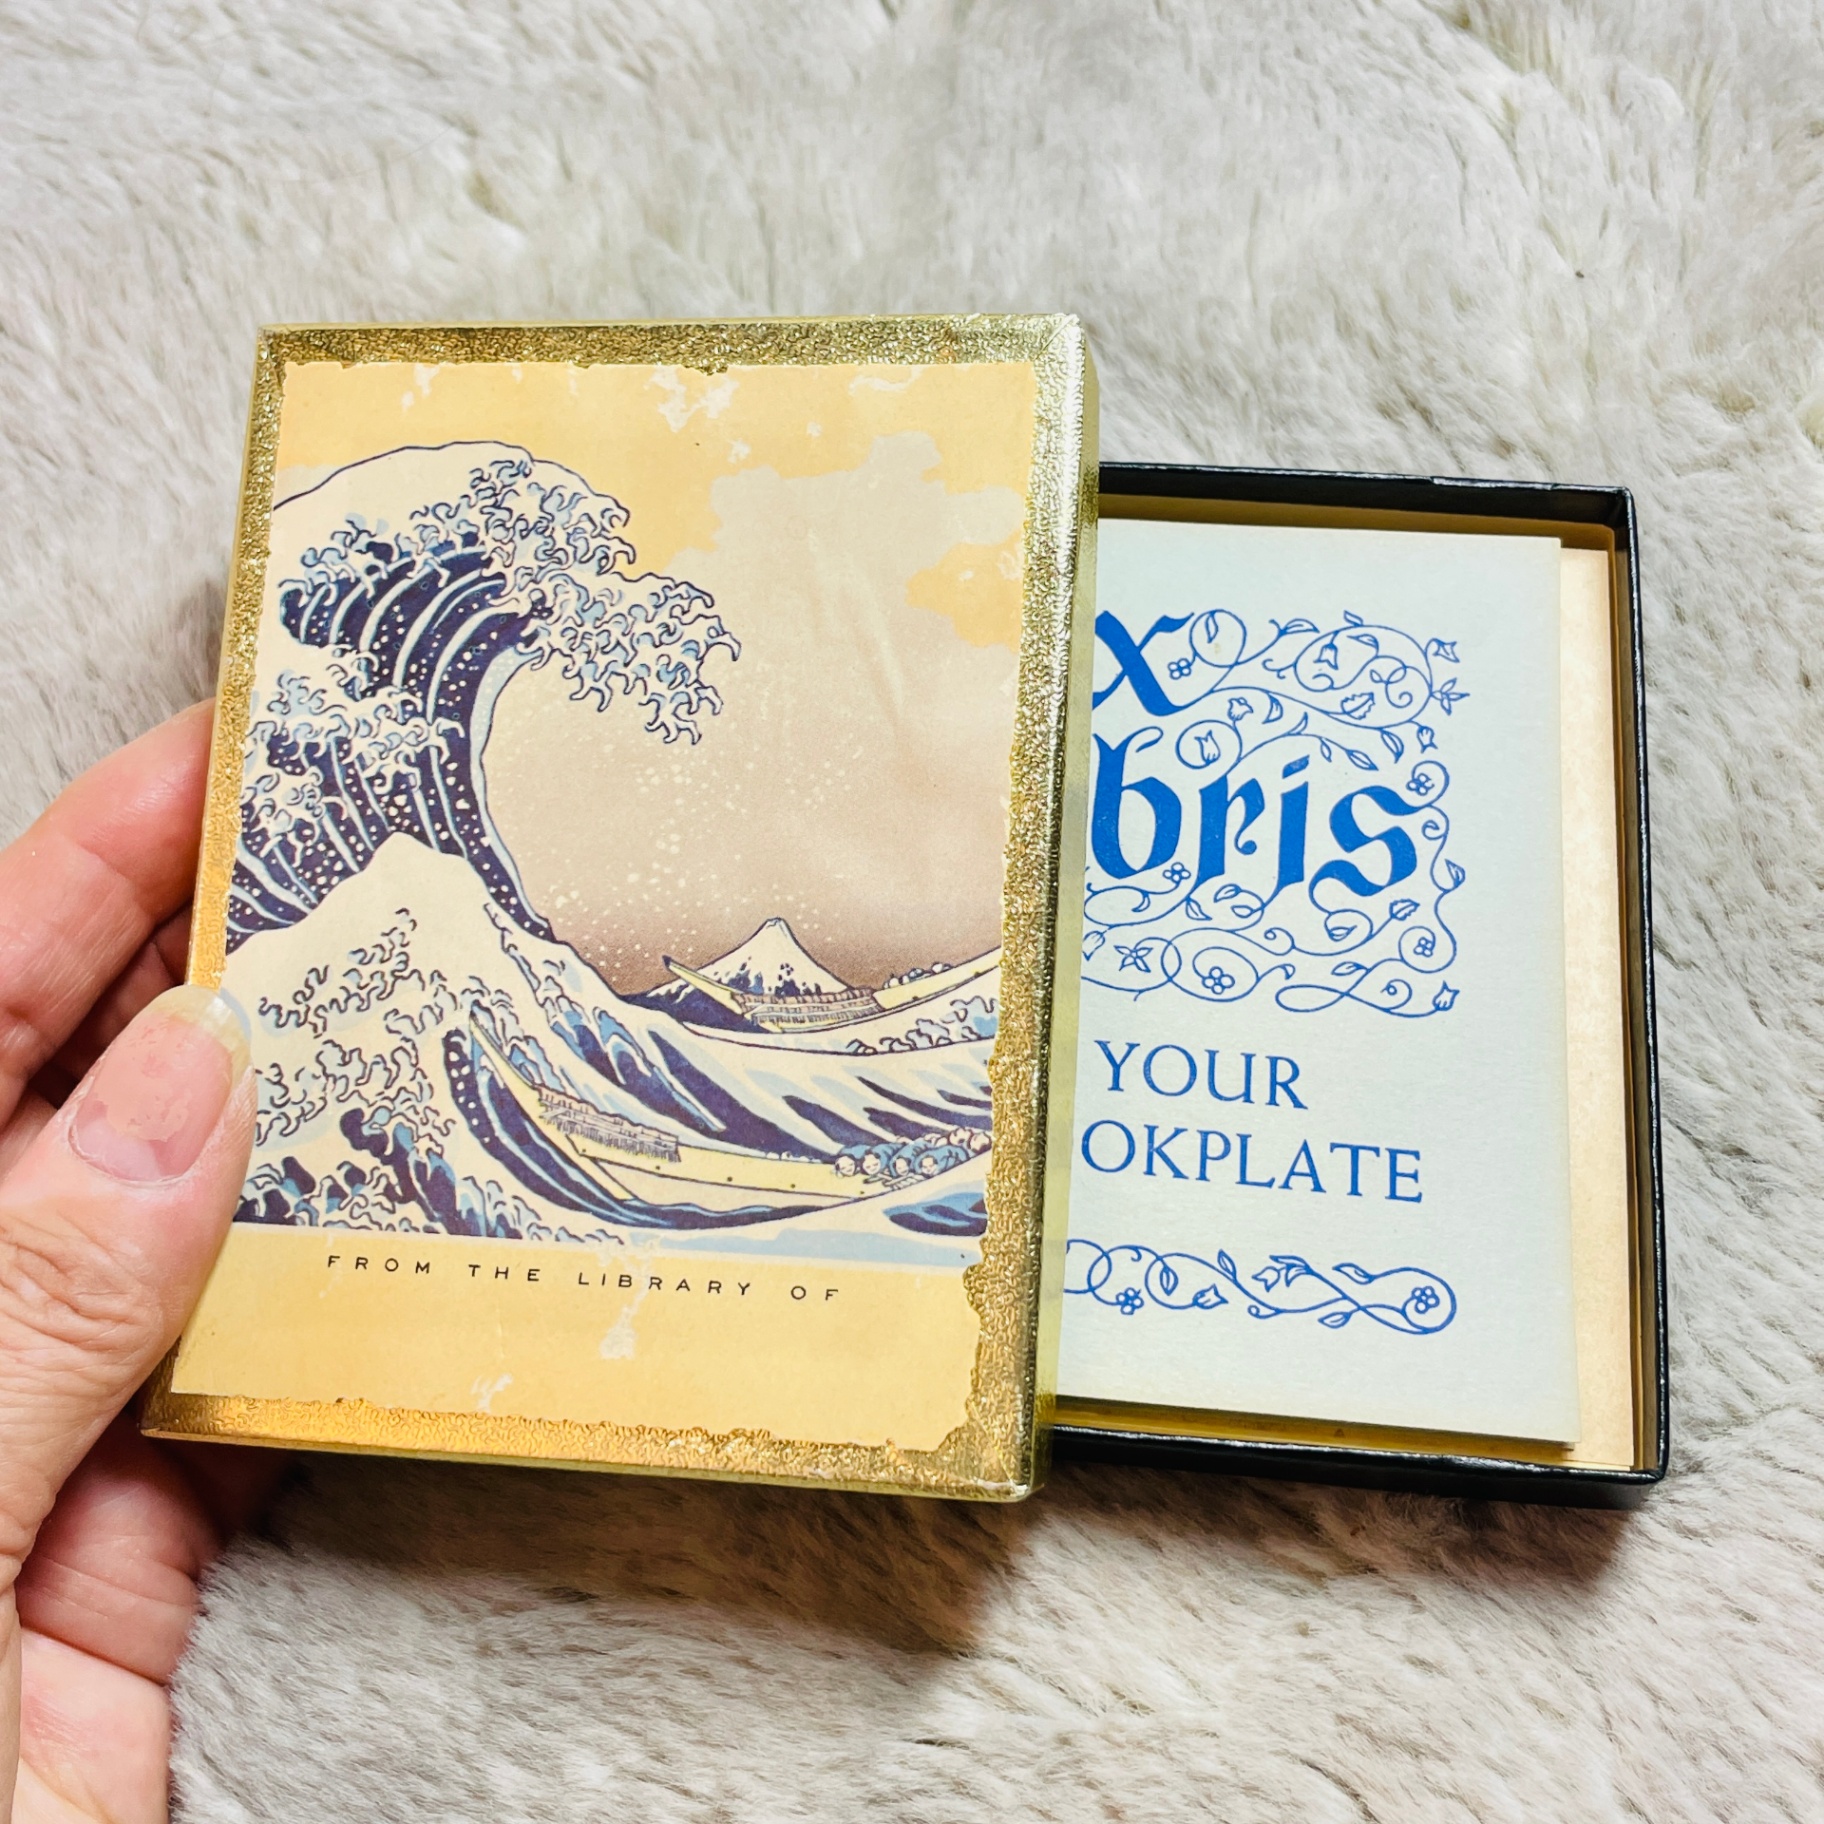 FROM THE LIBRARY OF
x
bris
YOUR
OKPLATE